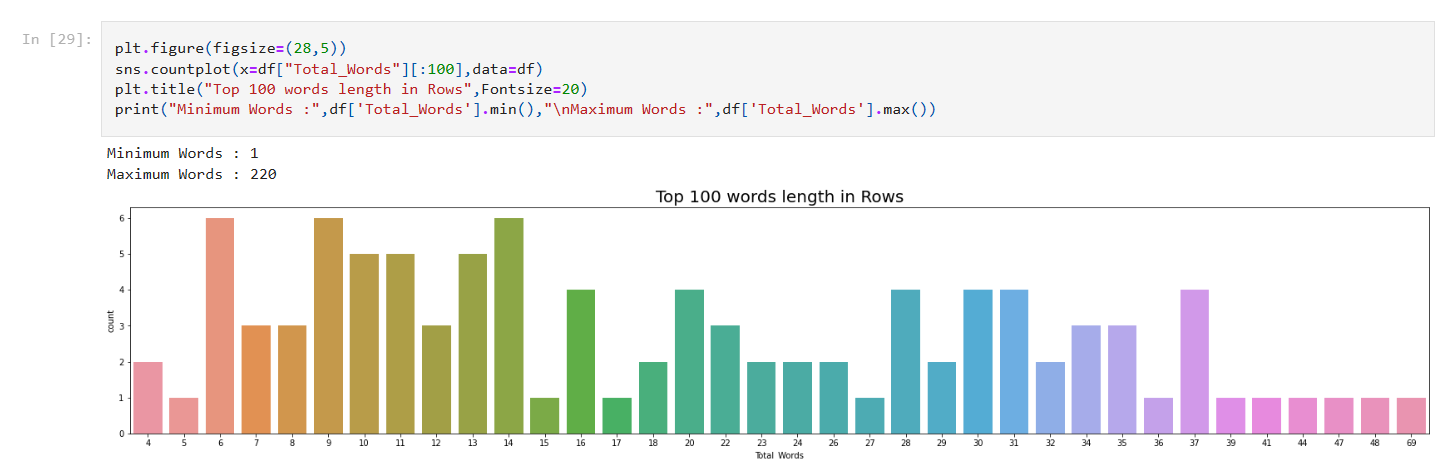 In [29]:
plt.figure(figsize=(28,5))
sns.countplot(x=df["Total_Words"][:100],data=df)
plt.title("Top 100 words length in Rows",Fontsize=20)
print("Minimum Words :",df['Total_Words'].min(),"\nMaximum Words :",df['Total_Words'].max())
Minimum Words : 1
Maximum Words : 220
Top 100 words length in Rows
6
5
4
3
2
1
0
count
4 5 6 7 8 9 10 11 12 13 14 15 16 17 18 20 22 23 24 26 27 28 29 30 31 32 34 35 36 37 39 41 44 47 48 69
Total_Words